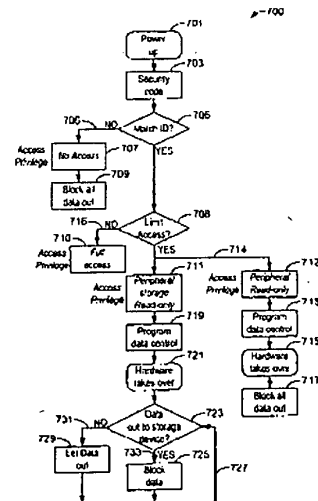 700
701
Power
up
703
Security
code
705
Match ID?
706
NO
YES
Access
Privilege
707
No Access
709
Block all
data out
708
Limit
Access?
716
NO
YES
714
Access
Privilege
710
Full
access
711
Access
Privilege
Peripheral
storage
Read-only
712
Access
Privilege
Peripheral
Read-only
719
Program
data control
713
Program
data control
721
Hardware
takes over
715
Hardware
takes over
717
Block all
data out
723
Data
out to storage
device?
731
NO
YES
733
729
Let Data
out
725
Block
data
727